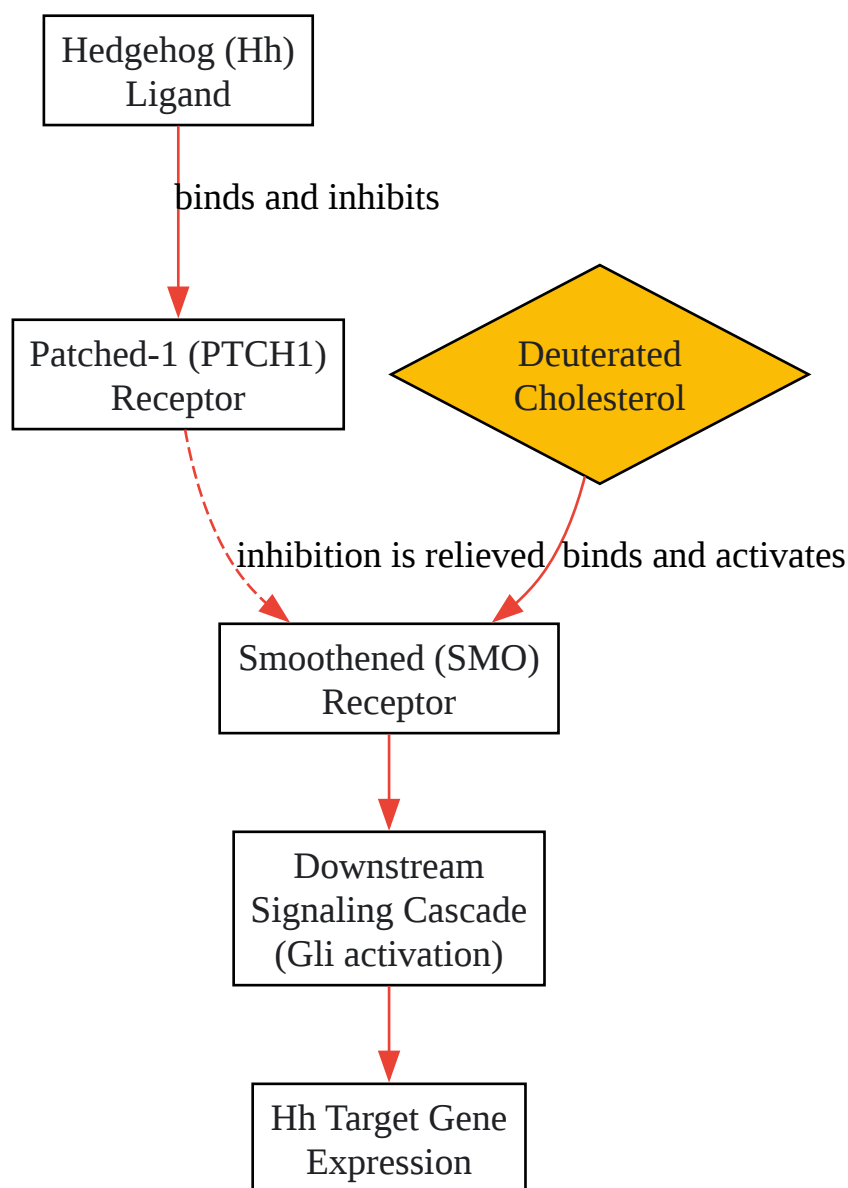 Hedgehog (Hh)
Ligand
binds and inhibits
Patched-1 (PTCH1)
Receptor
Deuterated
Cholesterol
inhibition is relieved
binds and activates
Smoothened (SMO)
Receptor
Downstream
Signaling Cascade
(Gli activation)
Hh Target Gene
Expression